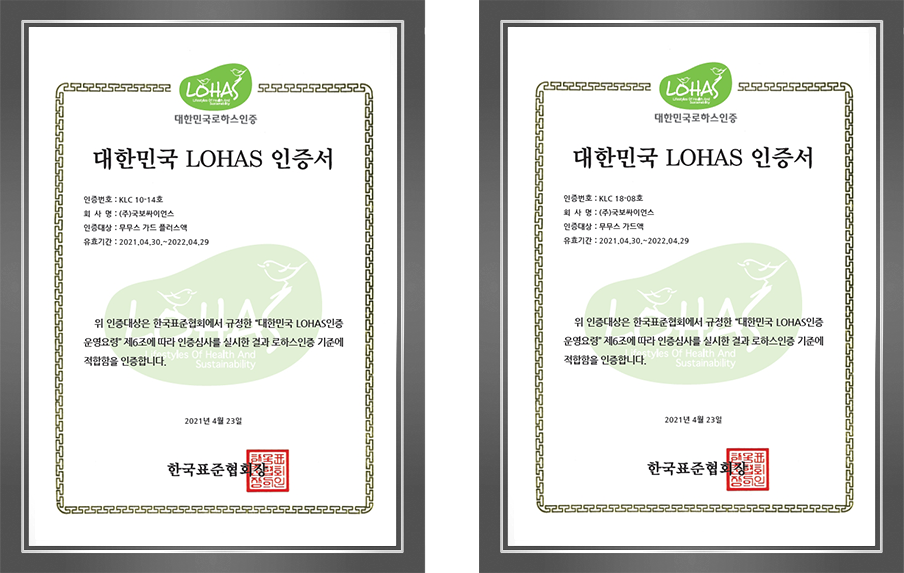 LOHAS
Lifestyles Of Health And
Sustainability
대한민국로하스인증
대한민국 LOHAS 인증서
인증번호 : KLC 10-14호
회 사 명 : (주)국보싸이언스
인증대상 : 무무스 가드 플러스액
유효기간 : 2021.04.30.~2022.04.29
LOHAS
Lifestyles Of Health And
Sustainability
위 인증대상은 한국표준협회에서 규정한 "대한민국 LOHAS인증
운영요령" 제6조에 따라 인증심사를 실시한 결과 로하스인증 기준에
적합함을 인증합니다.
2021년 4월 23일
한국표준협회장
LOHAS
Lifestyles Of Health And
Sustainability
대한민국로하스인증
대한민국 LOHAS 인증서
인증번호 : KLC 18-08호
회 사 명 : (주)국보싸이언스
인증대상 : 무무스 가드액
유효기간 : 2021.04.30.~2022.04.29
LOHAS
Lifestyles Of Health And
Sustainability
위 인증대상은 한국표준협회에서 규정한 "대한민국 LOHAS인증
운영요령" 제6조에 따라 인증심사를 실시한 결과 로하스인증 기준에
적합함을 인증합니다.
2021년 4월 23일
한국표준협회장